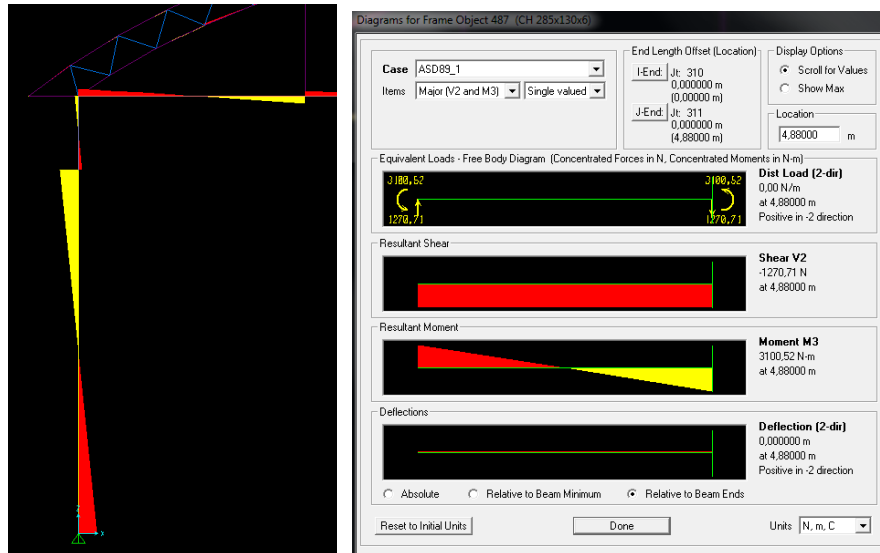 Diagrams for Frame Object 487 (CH 285x130x6)
Case ASD89_1
Items Major (V2 and M3) Single valued
End Length Offset (Location)
I-End: Jt: 310
0,000000 m
(0,00000 m)
J-End: Jt: 311
0,000000 m
(4,88000 m)
Display Options
Scroll for Values
Show Max
Location
4,88000 m
Equivalent Loads - Free Body Diagram (Concentrated Forces in N, Concentrated Moments in N-m)
3100,52 3100,52
1270,71 1270,71
Dist Load (2-dir)
0,00 N/m
at 4,88000 m
Positive in -2 direction
Resultant Shear
Shear V2
-1270,71 N
at 4,88000 m
Resultant Moment
Moment M3
3100,52 N-m
at 4,88000 m
Deflections
Deflection (2-dir)
0,000000 m
at 4,88000 m
Positive in -2 direction
Absolute Relative to Beam Minimum Relative to Beam Ends
Reset to Initial Units Done Units N, m, C
Z
X